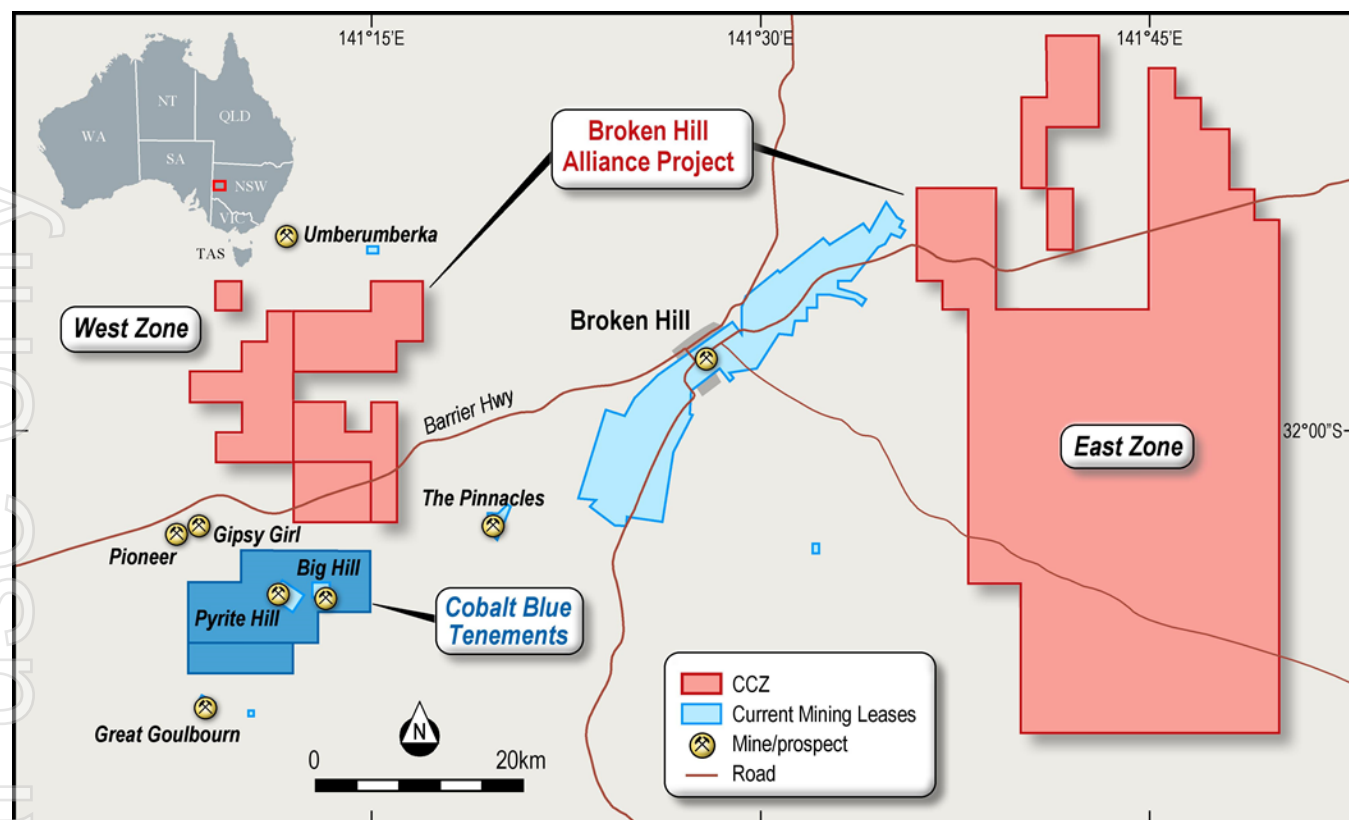 141°15'E
141°30'E
141°45'E
NT
QLD
WA
SA
NSW
VIC
TAS
Broken Hill
Alliance Project
Umberumberka
West Zone
Broken Hill
Barrier Hwy
32°00"S
East Zone
The Pinnacles
Gipsy Girl
Pioneer
Big Hill
Pyrite Hill
Cobalt Blue
Tenements
Great Goulbourn
N
0 20km
CCZ
Current Mining Leases
Mine/prospect
Road